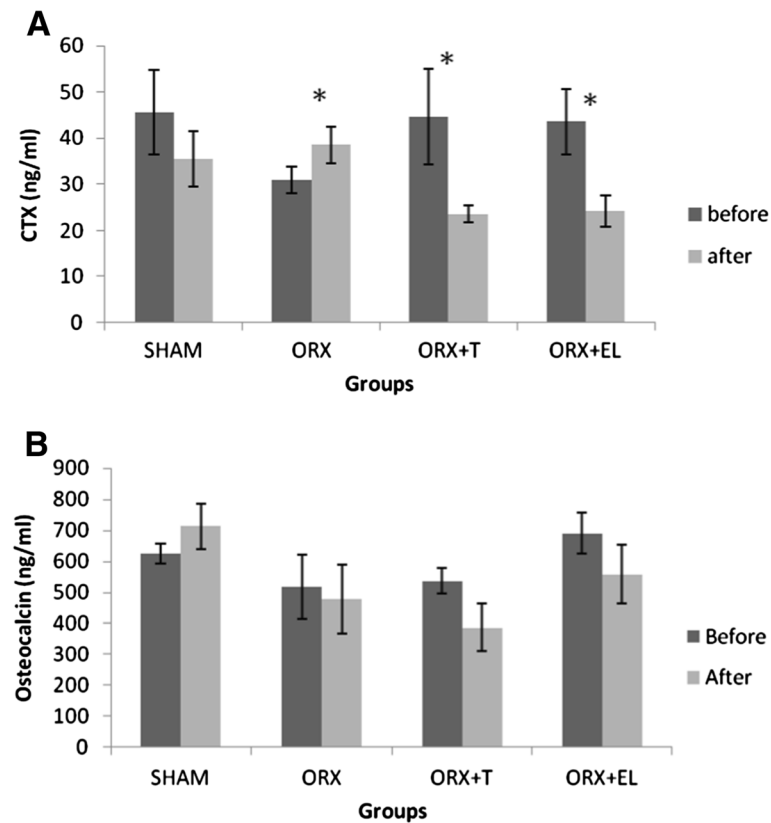 A
60
50
40
30
20
10
0
CTX (ng/ml)
*
*
*
before
after
SHAM ORX ORX+T ORX+EL
Groups
B
900
800
700
600
500
400
300
200
100
0
Osteocalcin (ng/ml)
Before
After
SHAM ORX ORX+T ORX+EL
Groups